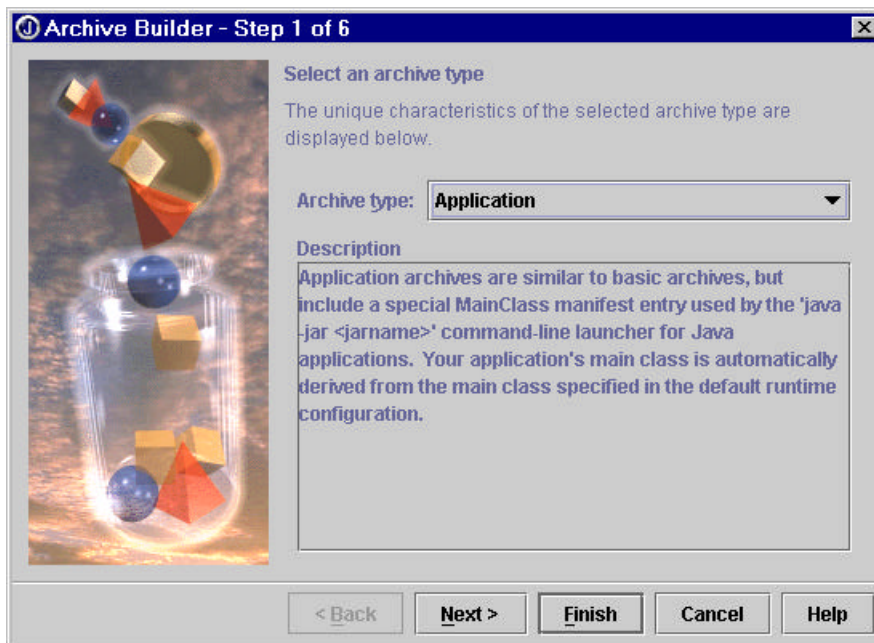 Archive Builder - Step 1 of 6
Select an archive type
The unique characteristics of the selected archive type are
displayed below.
Archive type:
Application
Description
Application archives are similar to basic archives, but
include a special MainClass manifest entry used by the 'java
-jar <jarname>' command-line launcher for Java
applications.  Your application's main class is automatically
derived from the main class specified in the default runtime
configuration.
< Back
Next >
Finish
Cancel
Help